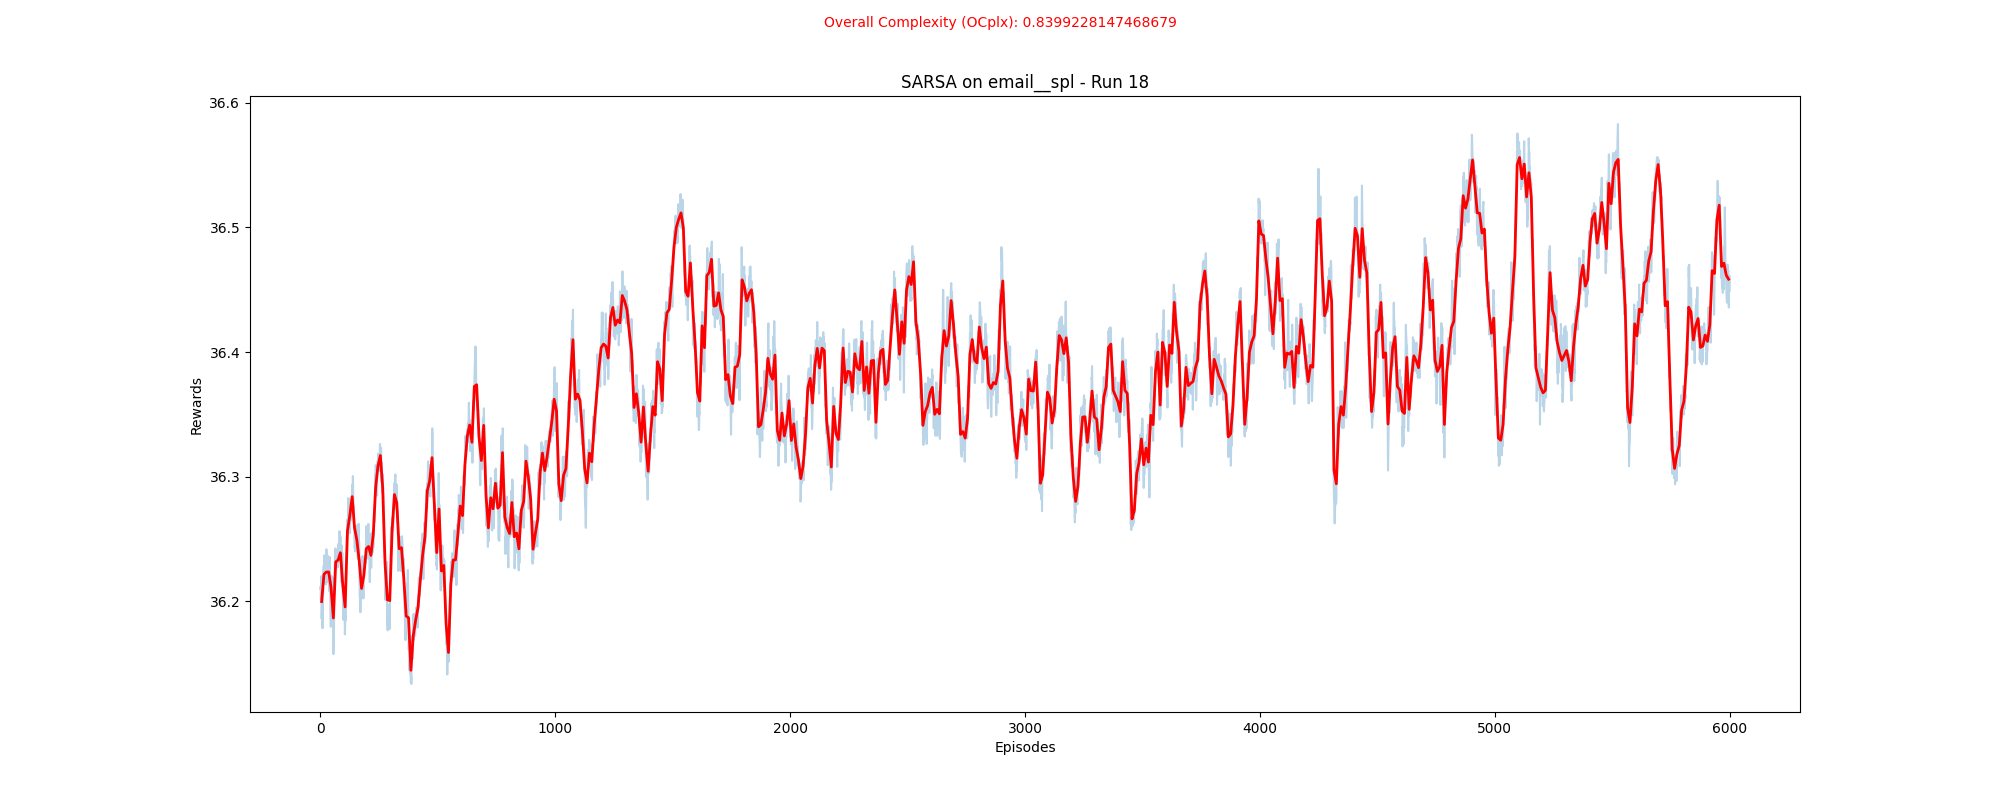 Overall Complexity (OCplx): 0.8399228147468679
SARSA on email__spl - Run 18
36.6
36.5
36.4
36.3
36.2
Rewards
0 1000 2000 3000 4000 5000 6000
Episodes